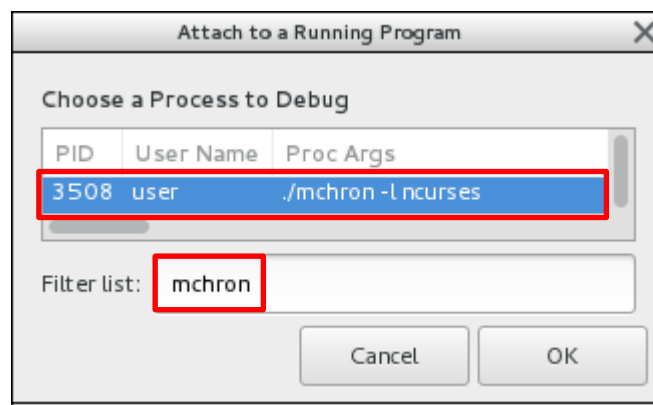 Attach to a Running Program
Choose a Process to Debug
PID User Name Proc Args
3508 user ./mchron -l ncurses
Filter list: mchron
Cancel OK